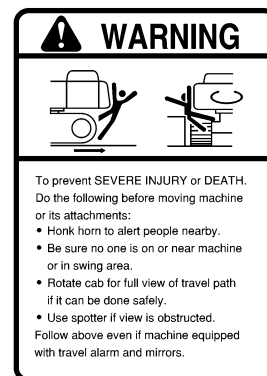 WARNING
To prevent SEVERE INJURY or DEATH.
Do the following before moving machine
or its attachments:
• Honk horn to alert people nearby.
• Be sure no one is on or near machine
or in swing area.
• Rotate cab for full view of travel path
if it can be done safely.
• Use spotter if view is obstructed.
Follow above even if machine equipped
with travel alarm and mirrors.